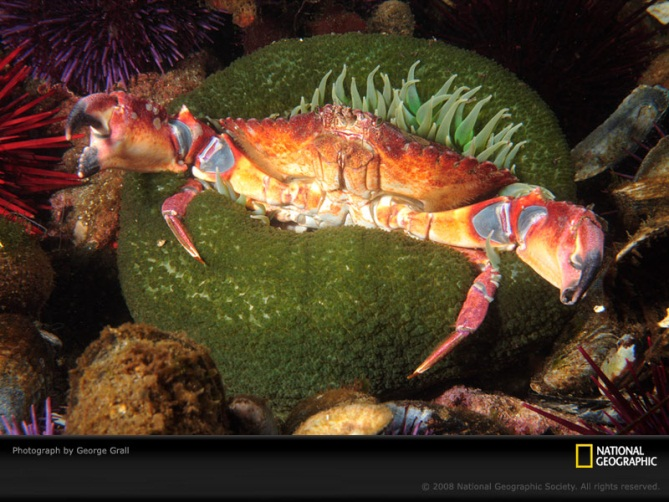 Photograph by George Grall
NATIONAL
GEOGRAPHIC
© 2008 National Geographic Society. All rights reserved.